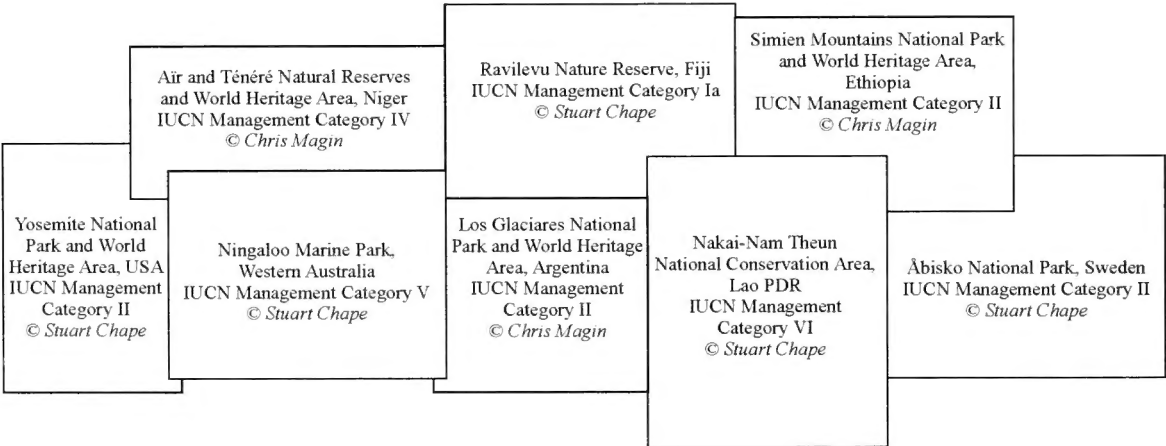 Aïr and Ténéré Natural Reserves
and World Heritage Area, Niger
IUCN Management Category IV
© Chris Magin
Ravilevu Nature Reserve, Fiji
IUCN Management Category Ia
© Stuart Chape
Simien Mountains National Park
and World Heritage Area,
Ethiopia
IUCN Management Category II
© Chris Magin
Yosemite National
Park and World
Heritage Area, USA
IUCN Management
Category II
© Stuart Chape
Ningaloo Marine Park,
Western Australia
IUCN Management Category V
© Stuart Chape
Los Glaciares National
Park and World Heritage
Area, Argentina
IUCN Management
Category II
© Chris Magin
Nakai-Nam Theun
National Conservation Area,
Lao PDR
IUCN Management
Category VI
© Stuart Chape
Åbisko National Park, Sweden
IUCN Management Category II
© Stuart Chape